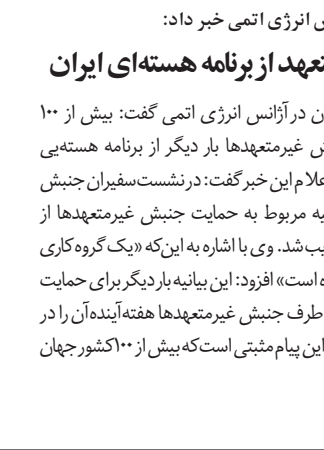 انرژی اتمی خبر داد:
متعهد از برنامه هسته‌ای ایران
ن در آژانس انرژی اتمی گفت: بیش از ۱۰۰
غیرمتعهدها بار دیگر از برنامه هسته‌یی
علام این خبر گفت: در نشست سفیران جنبش
یه مربوط به حمایت جنبش غیرمتعهدها از
یب شد. وی با اشاره به این‌که «یک گروه کاری
ه است» افزود: این بیانیه بار دیگر برای حمایت
طرف جنبش غیرمتعهدها هفته آینده آن را در
این پیام مثبتی است که بیش از ۱۰۰ کشور جهان